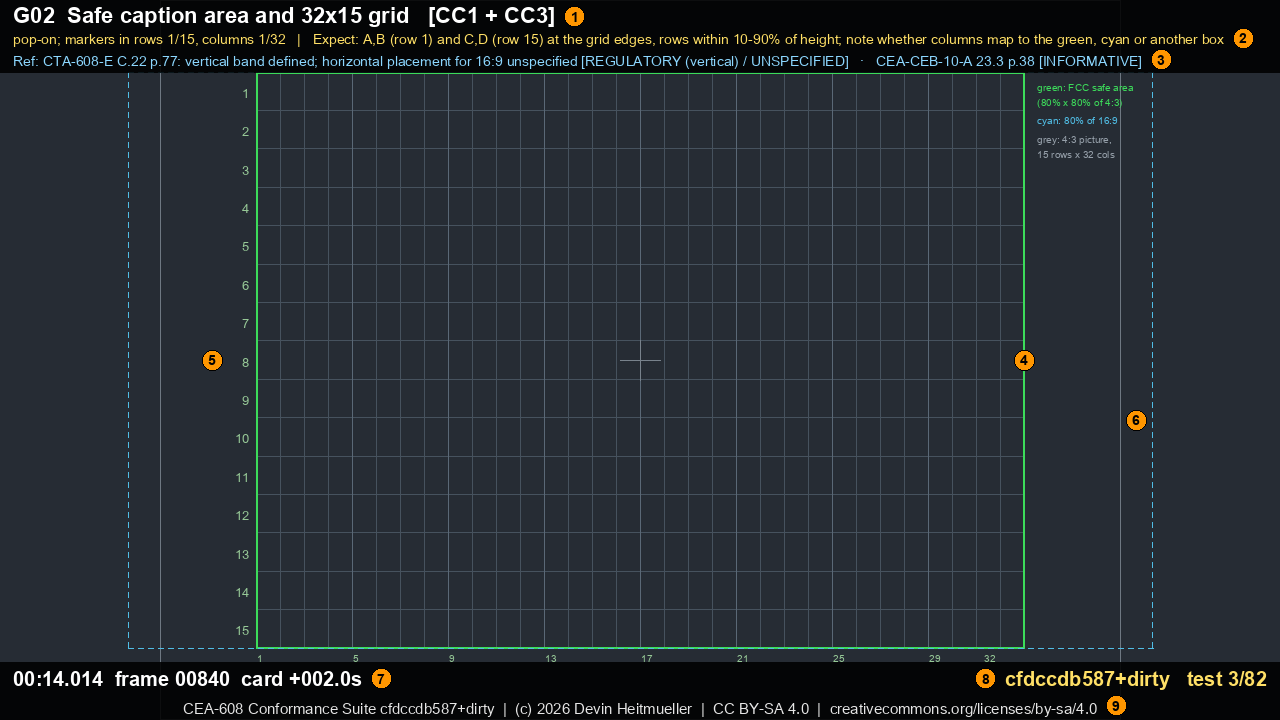 G02 Safe caption area and 32x15 grid [CC1 + CC3] 1
pop-on; markers in rows 1/15, columns 1/32 | Expect: A,B (row 1) and C,D (row 15) at the grid edges, rows within 10-90% of height; note whether columns map to the green, cyan or another box 2
Ref: CTA-608-E C.22 p.77: vertical band defined; horizontal placement for 16:9 unspecified [REGULATORY (vertical) / UNSPECIFIED] · CEA-CEB-10-A 23.3 p.38 [INFORMATIVE] 3
green: FCC safe area
(80% x 80% of 4:3)
cyan: 80% of 16:9
grey: 4:3 picture,
15 rows x 32 cols
1
2
3
4
5
6
7
5 8 4
9
6
10
11
12
13
14
15
1 5 9 13 17 21 25 29 32
00:14.014 frame 00840 card +002.0s 7
8 cfdccdb587+dirty test 3/82
CEA-608 Conformance Suite cfdccdb587+dirty | (c) 2026 Devin Heitmueller | CC BY-SA 4.0 | creativecommons.org/licenses/by-sa/4.0 9